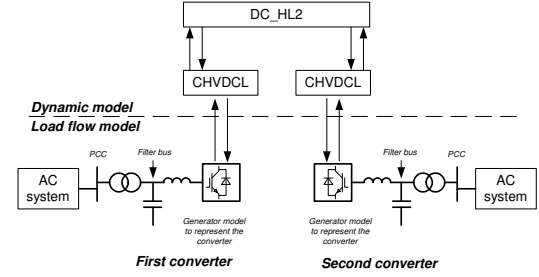 DC_HL2
CHVDCL
CHVDCL
Dynamic model
Load flow model
PCC
Filter bus
Filter bus
PCC
AC
system
AC
system
Generator model
to represent the
converter
Generator model
to represent the
converter
First converter
Second converter